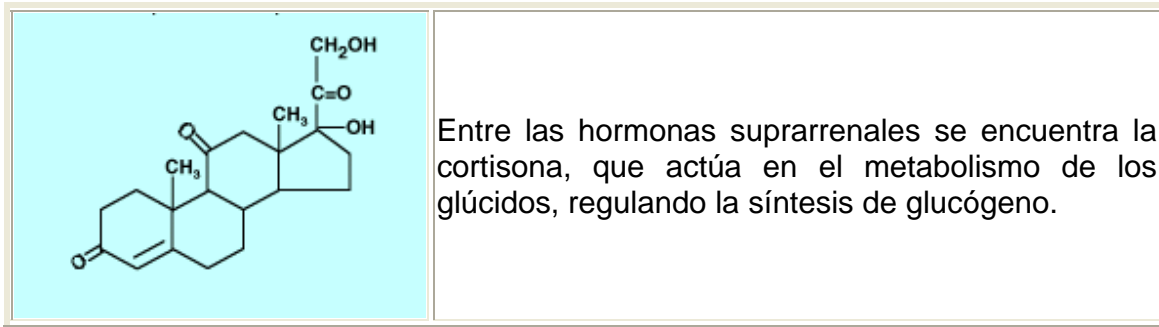 CH2OH
C=O
CH3
OH
O
CH3
O
Entre las hormonas suprarrenales se encuentra la
cortisona, que actúa en el metabolismo de los
glúcidos, regulando la síntesis de glucógeno.